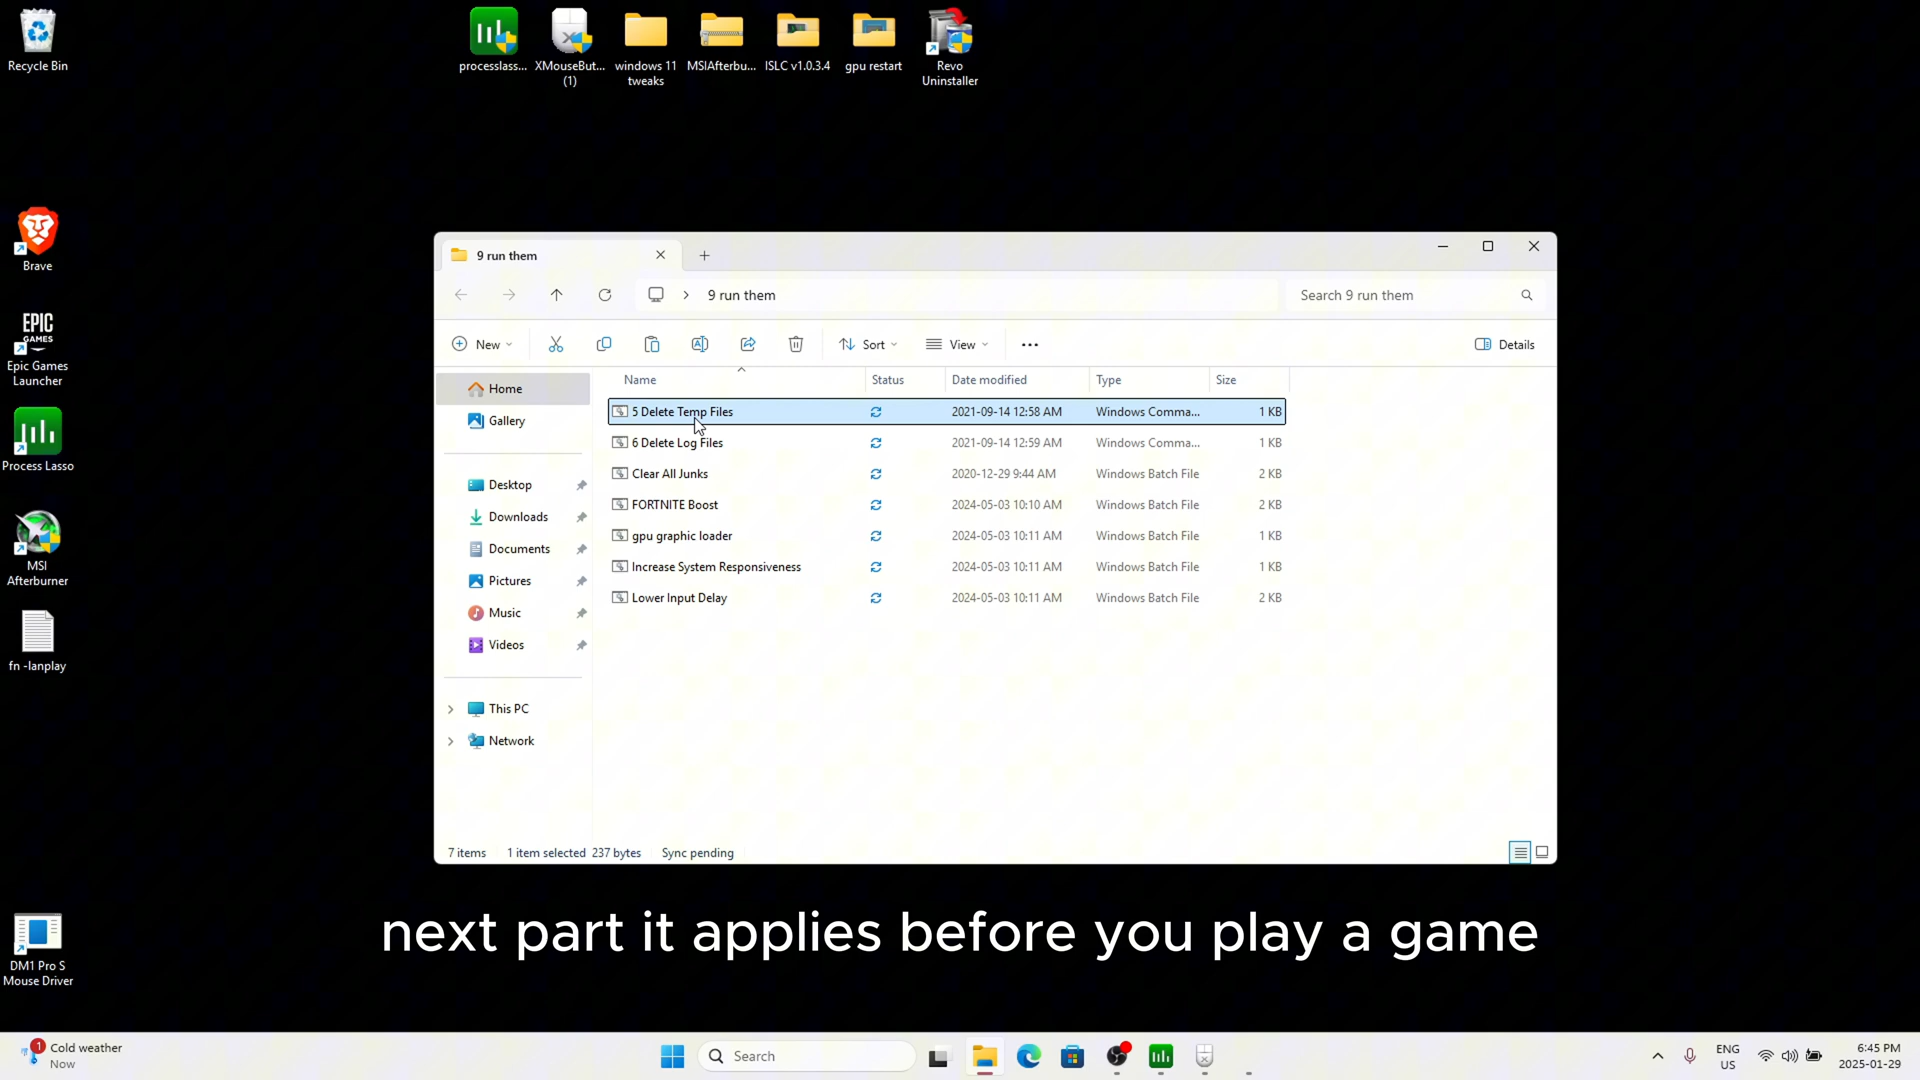 Recycle Bin
processlass...
XMouseBut...
(1)
windows 11
tweaks
MSIAfterbu...
ISLC v1.0.3.4
gpu restart
Revo
Uninstaller
Brave
EPIC
GAMES
Epic Games
Launcher
Process Lasso
MSI
Afterburner
fn -lanplay
DM1 Pro S
Mouse Driver
9 run them
9 run them
Search 9 run them
New
Sort
View
Details
Home
Gallery
Desktop
Downloads
Documents
Pictures
Music
Videos
This PC
Network
Name Status Date modified Type Size
5 Delete Temp Files 2021-09-14 12:58 AM Windows Comma... 1 KB
6 Delete Log Files 2021-09-14 12:59 AM Windows Comma... 1 KB
Clear All Junks 2020-12-29 9:44 AM Windows Batch File 2 KB
FORTNITE Boost 2024-05-03 10:10 AM Windows Batch File 2 KB
gpu graphic loader 2024-05-03 10:11 AM Windows Batch File 1 KB
Increase System Responsiveness 2024-05-03 10:11 AM Windows Batch File 1 KB
Lower Input Delay 2024-05-03 10:11 AM Windows Batch File 2 KB
7 items 1 item selected 237 bytes Sync pending
next part it applies before you play a game
1
Cold weather
Now
Search
ENG
US
6:45 PM
2025-01-29